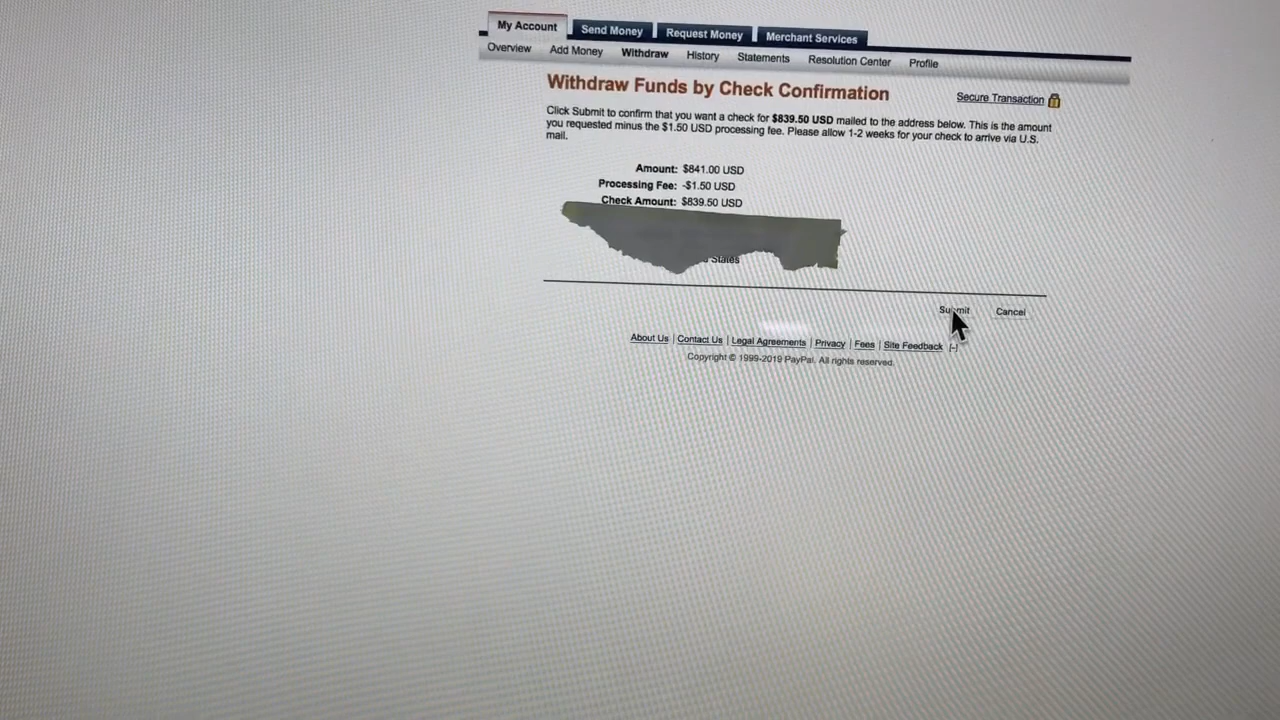 My Account Send Money Request Money Merchant Services
Overview Add Money Withdraw History Statements Resolution Center Profile
Withdraw Funds by Check Confirmation
Secure Transaction
Click Submit to confirm that you want a check for $839.50 USD mailed to the address below. This is the amount
you requested minus the $1.50 USD processing fee. Please allow 1-2 weeks for your check to arrive via U.S.
mail.
Amount: $841.00 USD
Processing Fee: -$1.50 USD
Check Amount: $839.50 USD
States
Submit Cancel
About Us | Contact Us | Legal Agreements | Privacy | Fees | Site Feedback [-]
Copyright © 1999-2019 PayPal. All rights reserved.